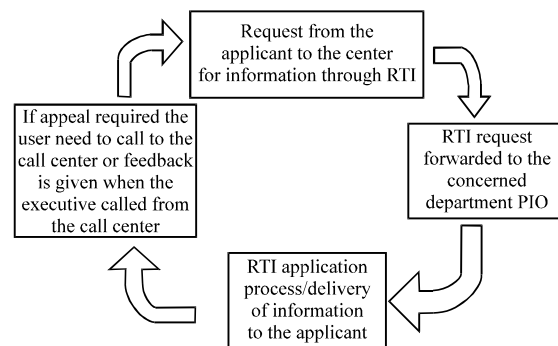 Request from the
applicant to the center
for information through RTI
RTI request
forwarded to the
concerned
department PIO
RTI application
process/delivery
of information
to the applicant
If appeal required the
user need to call to the
call center or feedback
is given when the
executive called from
the call center